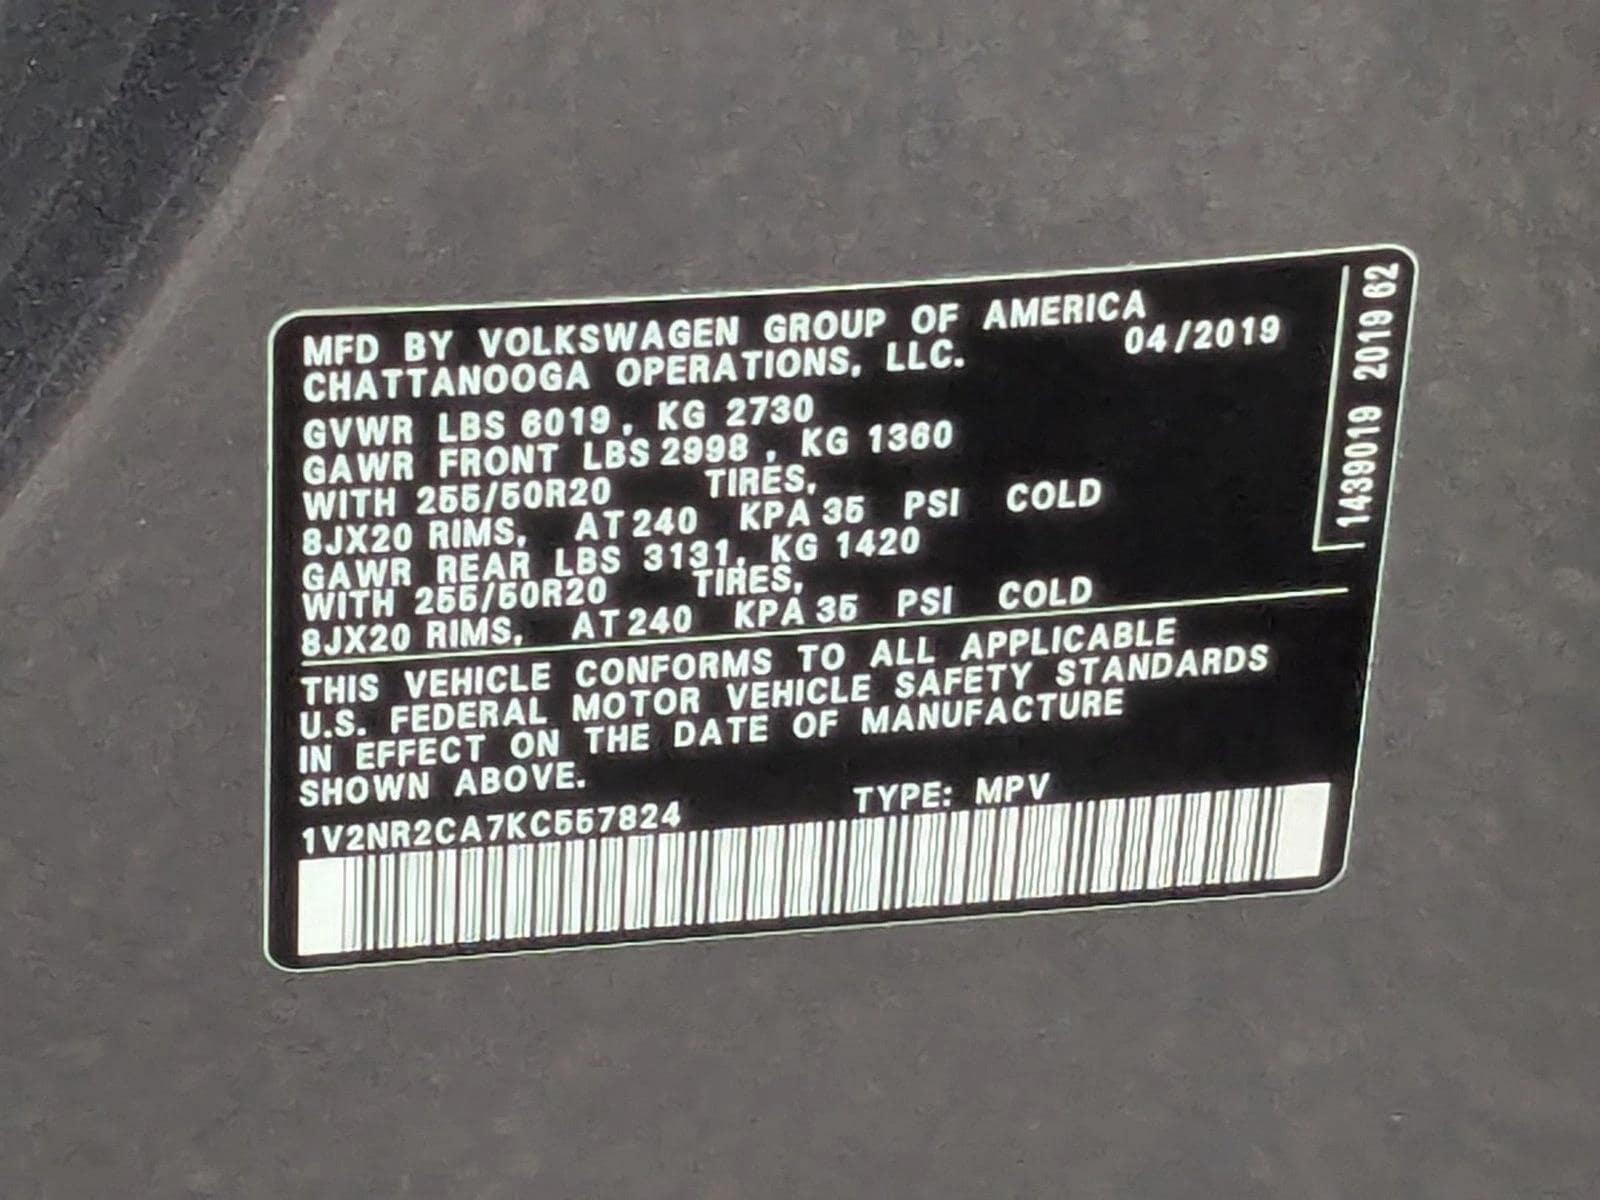 MFD BY VOLKSWAGEN GROUP OF AMERICA
CHATTANOOGA OPERATIONS, LLC.
04/2019
GVWR LBS 6019, KG 2730
GAWR FRONT LBS 2998, KG 1360
WITH 255/50R20 TIRES,
8JX20 RIMS, AT 240 KPA 35 PSI COLD
GAWR REAR LBS 3131, KG 1420
WITH 255/50R20 TIRES,
8JX20 RIMS, AT 240 KPA 35 PSI COLD
THIS VEHICLE CONFORMS TO ALL APPLICABLE
U.S. FEDERAL MOTOR VEHICLE SAFETY STANDARDS
IN EFFECT ON THE DATE OF MANUFACTURE
SHOWN ABOVE.
1V2NR2CA7KC557824 TYPE: MPV
1439019 2019 62